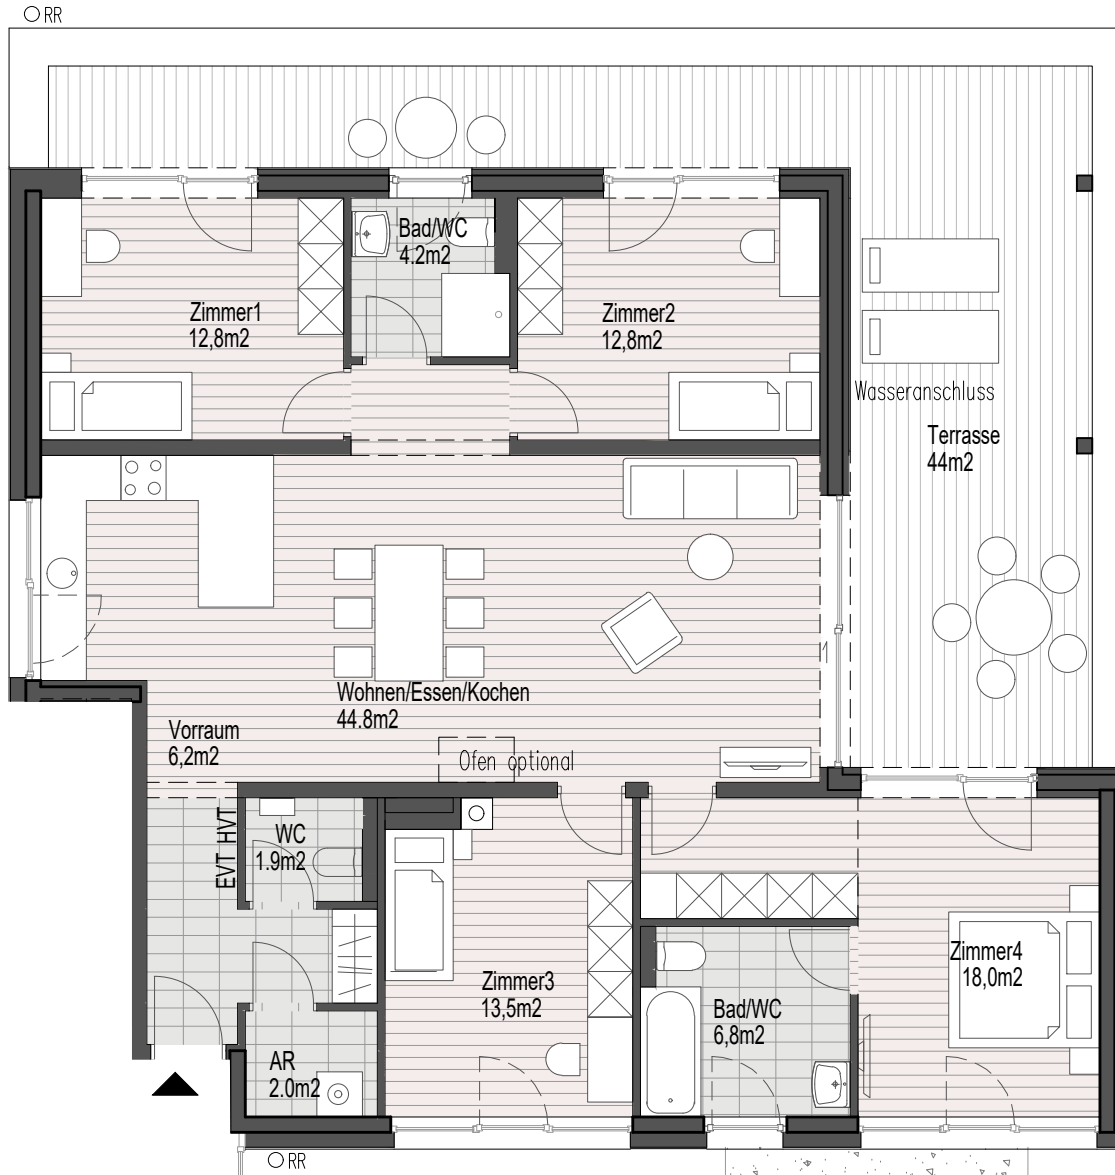 RR
Bad/WC
4.2m2
Zimmer1
12,8m2
Zimmer2
12,8m2
Wasseranschluss
Terrasse
44m2
Wohnen/Essen/Kochen
44.8m2
Vorraum
6,2m2
Ofen optional
EVT HVT
WC
1.9m2
Zimmer3
13,5m2
Zimmer4
18,0m2
Bad/WC
6,8m2
AR
2.0m2
RR